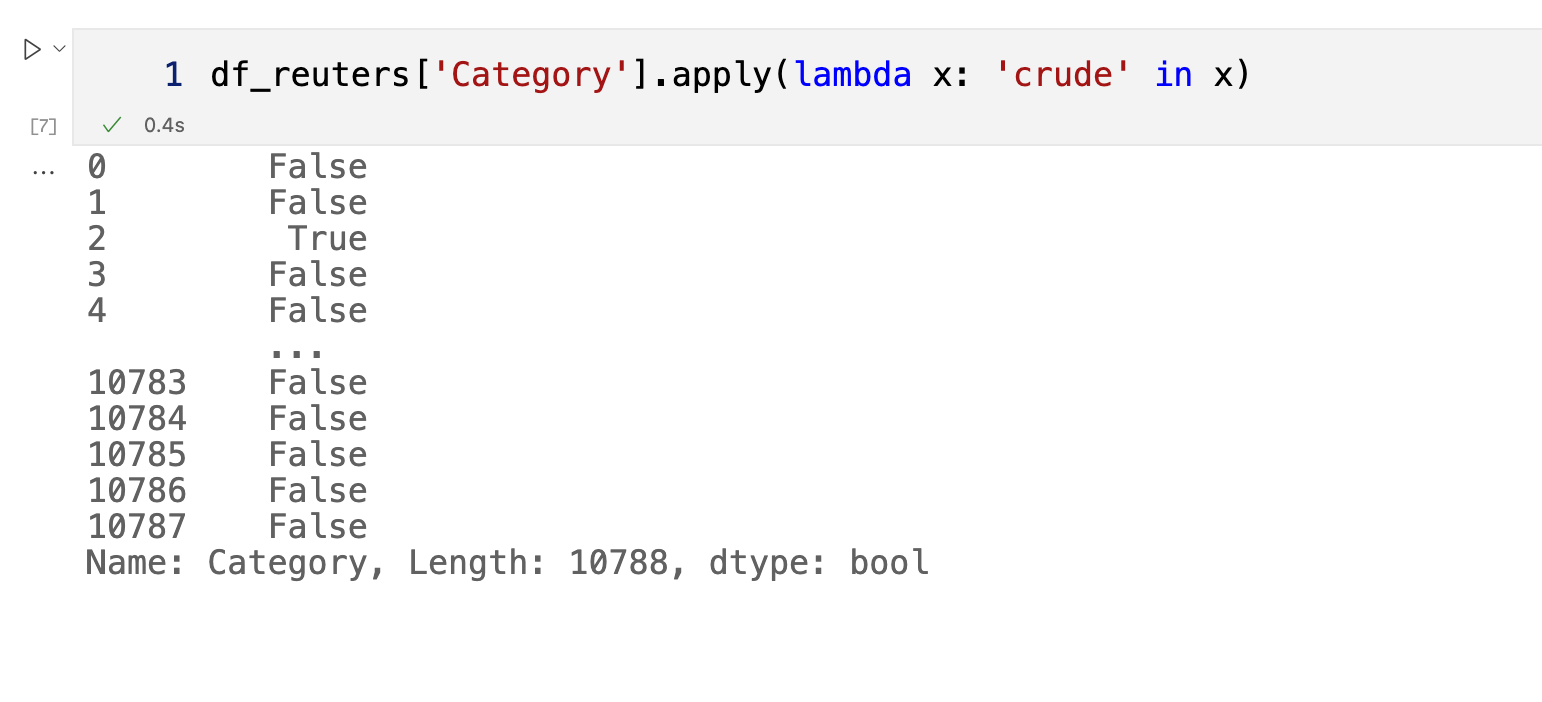 1 df_reuters['Category'].apply(lambda x: 'crude' in x)
[7] 0.4s
... 0 False
1 False
2 True
3 False
4 False
...
10783 False
10784 False
10785 False
10786 False
10787 False
Name: Category, Length: 10788, dtype: bool